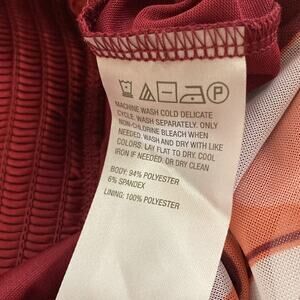 P
MACHINE WASH COLD DELICATE
CYCLE. WASH SEPARATELY. ONLY
NON-CHLORINE BLEACH WHEN
NEEDED. WASH AND DRY WITH LIKE
COLORS. LAY FLAT TO DRY. COOL
IRON IF NEEDED. OR DRY CLEAN
BODY: 94% POLYESTER
6% SPANDEX
LINING: 100% POLYESTER